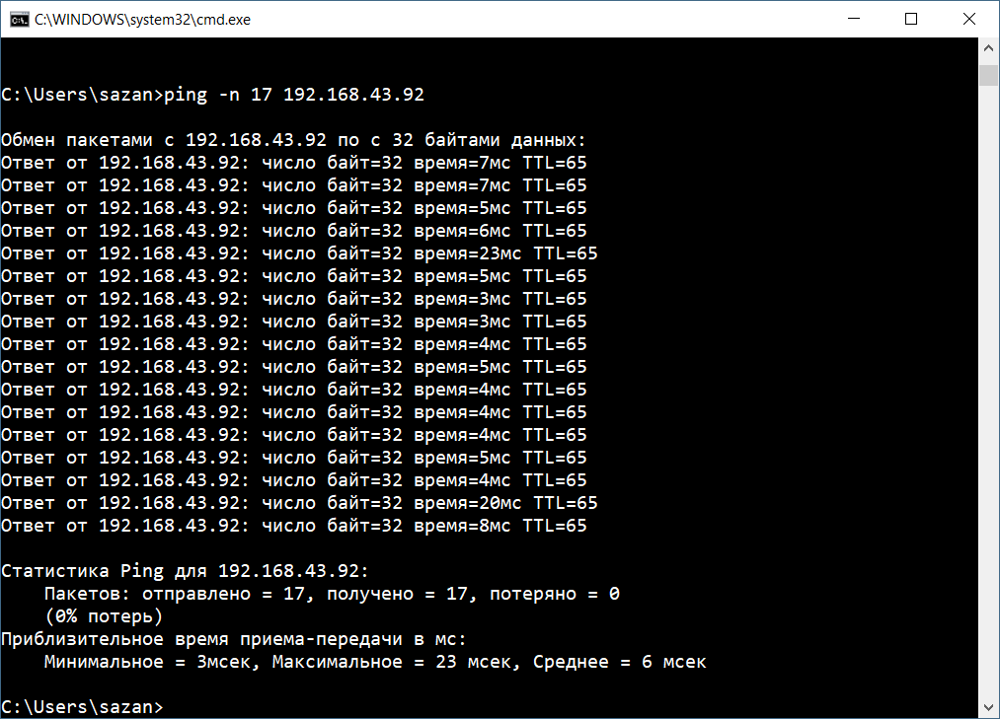 C:\WINDOWS\system32\cmd.exe
C:\Users\sazan>ping -n 17 192.168.43.92
Обмен пакетами с 192.168.43.92 по с 32 байтами данных:
Ответ от 192.168.43.92: число байт=32 время=7мс TTL=65
Ответ от 192.168.43.92: число байт=32 время=7мс TTL=65
Ответ от 192.168.43.92: число байт=32 время=5мс TTL=65
Ответ от 192.168.43.92: число байт=32 время=6мс TTL=65
Ответ от 192.168.43.92: число байт=32 время=23мс TTL=65
Ответ от 192.168.43.92: число байт=32 время=5мс TTL=65
Ответ от 192.168.43.92: число байт=32 время=3мс TTL=65
Ответ от 192.168.43.92: число байт=32 время=3мс TTL=65
Ответ от 192.168.43.92: число байт=32 время=4мс TTL=65
Ответ от 192.168.43.92: число байт=32 время=5мс TTL=65
Ответ от 192.168.43.92: число байт=32 время=4мс TTL=65
Ответ от 192.168.43.92: число байт=32 время=4мс TTL=65
Ответ от 192.168.43.92: число байт=32 время=4мс TTL=65
Ответ от 192.168.43.92: число байт=32 время=5мс TTL=65
Ответ от 192.168.43.92: число байт=32 время=4мс TTL=65
Ответ от 192.168.43.92: число байт=32 время=20мс TTL=65
Ответ от 192.168.43.92: число байт=32 время=8мс TTL=65
Статистика Ping для 192.168.43.92:
Пакетов: отправлено = 17, получено = 17, потеряно = 0
(0% потерь)
Приблизительное время приема-передачи в мс:
Минимальное = 3мсек, Максимальное = 23 мсек, Среднее = 6 мсек
C:\Users\sazan>